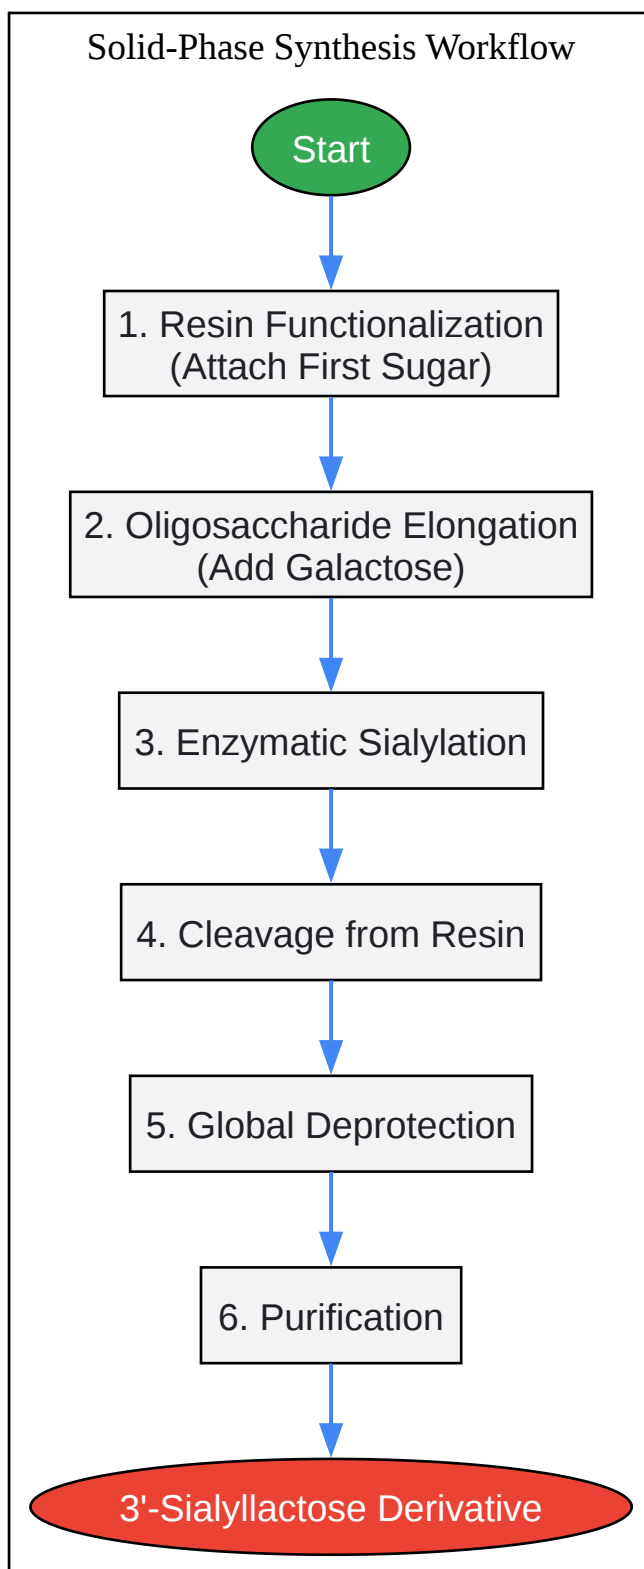 Solid-Phase Synthesis Workflow
Start
1. Resin Functionalization
(Attach First Sugar)
2. Oligosaccharide Elongation
(Add Galactose)
3. Enzymatic Sialylation
4. Cleavage from Resin
5. Global Deprotection
6. Purification
3'-Sialyllactose Derivative